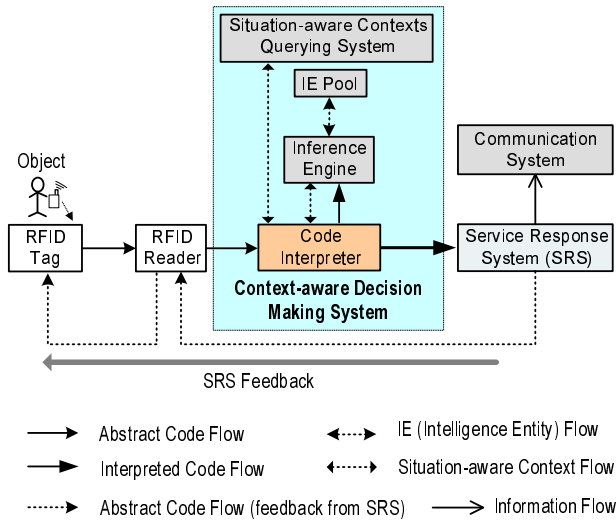 Situation-aware Contexts
Querying System
IE Pool
Inference
Engine
Communication
System
Object
RFID
Tag
RFID
Reader
Code
Interpreter
Service Response
System (SRS)
Context-aware Decision
Making System
SRS Feedback
Abstract Code Flow
IE (Intelligence Entity) Flow
Interpreted Code Flow
Situation-aware Context Flow
Abstract Code Flow (feedback from SRS)
Information Flow